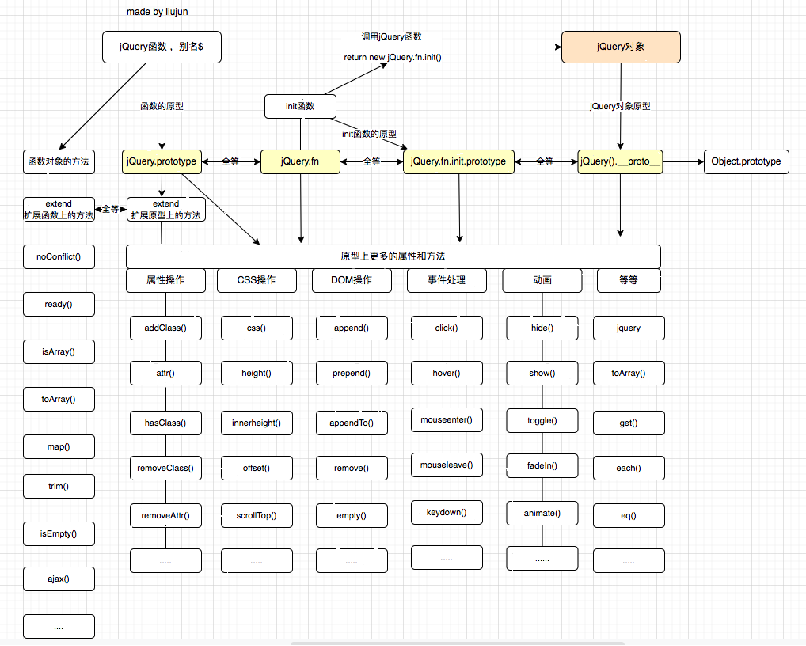 made by liujun
jQuery函数 ，别名$
调用jQuery函数
return new jQuery.fn.init()
jQuery对象
函数的原型
init函数
jQuery对象原型
init函数的原型
函数对象的方法
jQuery.prototype
全等
jQuery.fn
全等
jQuery.fn.init.prototype
全等
jQuery().__proto__
Object.prototype
extend
扩展函数上的方法
全等
extend
扩展原型上的方法
原型上更多的属性和方法
属性操作
CSS操作
DOM操作
事件处理
动画
等等
noConflict()
ready()
isArray()
toArray()
map()
trim()
isEmpty()
ajax()
...
addClass()
attr()
hasClass()
removeClass()
removeAttr()
......
css()
height()
innerheight()
offset()
scrollTop()
......
append()
prepend()
appendTo()
remove()
empty()
......
click()
hover()
mouseenter()
mouseleave()
keydown()
......
hide()
show()
toggle()
fadeIn()
animate()
......
jquery
toArray()
get()
each()
eq()
......